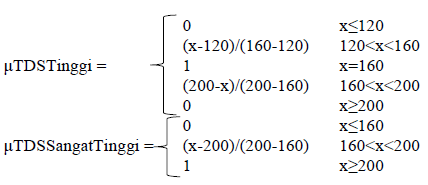 0 x≤120
(x-120)/(160-120) 120<x<160
μTDSTinggi = 1 x=160
(200-x)/(200-160) 160<x<200
0 x≥200
0 x≤160
μTDSSangatTinggi = (x-200)/(200-160) 160<x<200
1 x≥200